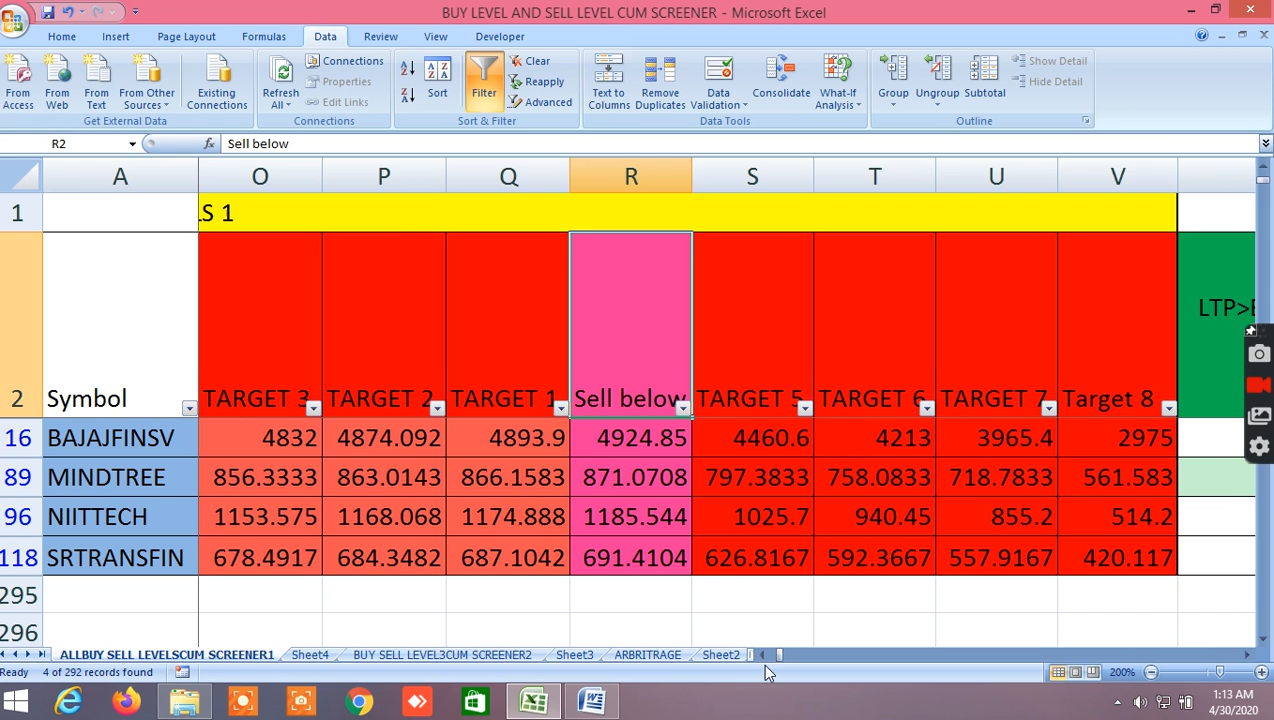 BUY LEVEL AND SELL LEVEL CUM SCREENER - Microsoft Excel
Home Insert Page Layout Formulas Data Review View Developer
From Access
From Web
From Text
From Other Sources
Existing Connections
Get External Data
Refresh All
Connections
Properties
Edit Links
Connections
Sort
Filter
Clear
Reapply
Advanced
Sort & Filter
Text to Columns
Remove Duplicates
Data Validation
Consolidate
What-If Analysis
Data Tools
Group
Ungroup
Subtotal
Show Detail
Hide Detail
Outline
R2 fx Sell below
A O P Q R S T U V
1 LS 1
LTP>B
2 Symbol TARGET 3 TARGET 2 TARGET 1 Sell below TARGET 5 TARGET 6 TARGET 7 Target 8
16 BAJAJFINSV 4832 4874.092 4893.9 4924.85 4460.6 4213 3965.4 2975
89 MINDTREE 856.3333 863.0143 866.1583 871.0708 797.3833 758.0833 718.7833 561.583
96 NIITTECH 1153.575 1168.068 1174.888 1185.544 1025.7 940.45 855.2 514.2
118 SRTRANSFIN 678.4917 684.3482 687.1042 691.4104 626.8167 592.3667 557.9167 420.117
295
296
ALLBUY SELL LEVELSCUM SCREENER1 Sheet4 BUY SELL LEVEL3CUM SCREENER2 Sheet3 ARBRITRAGE Sheet2
Ready 4 of 292 records found 200%
1:13 AM
4/30/2020